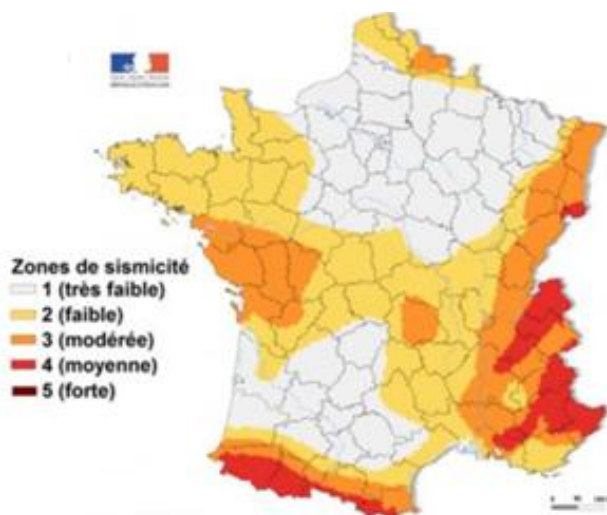 Zones de sismicité
1 (très faible)
2 (faible)
3 (modérée)
4 (moyenne)
5 (forte)